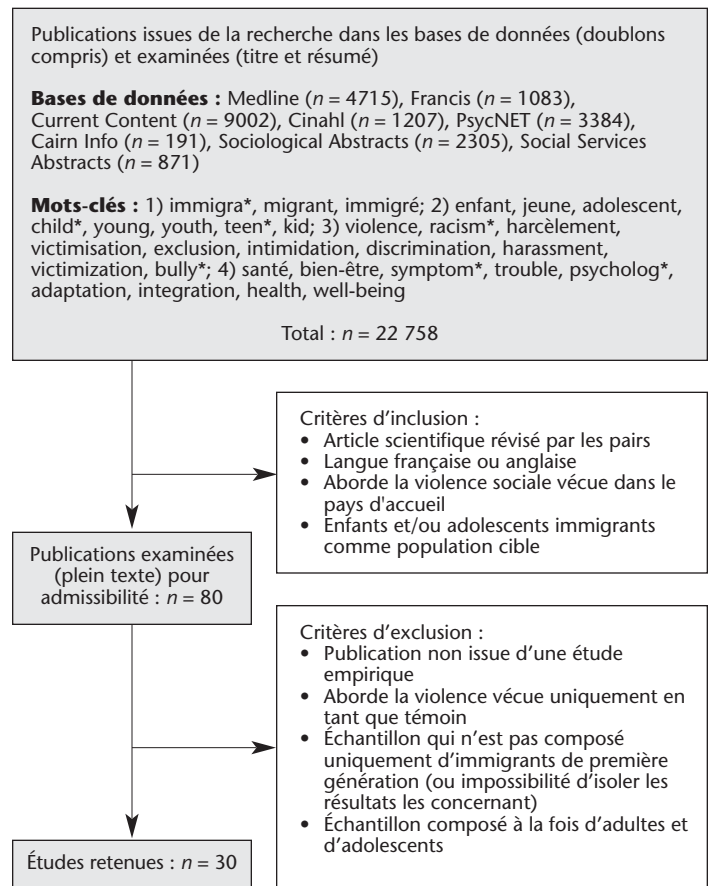 Publications issues de la recherche dans les bases de données (doublons
compris) et examinées (titre et résumé)
Bases de données : Medline (n = 4715), Francis (n = 1083),
Current Content (n = 9002), Cinahl (n = 1207), PsycNET (n = 3384),
Cairn Info (n = 191), Sociological Abstracts (n = 2305), Social Services
Abstracts (n = 871)
Mots-clés : 1) immigra*, migrant, immigré; 2) enfant, jeune, adolescent,
child*, young, youth, teen*, kid; 3) violence, racism*, harcèlement,
victimisation, exclusion, intimidation, discrimination, harassment,
victimization, bully*; 4) santé, bien-être, symptom*, trouble, psycholog*,
adaptation, integration, health, well-being
Total : n = 22 758
Critères d'inclusion :
• Article scientifique révisé par les pairs
• Langue française ou anglaise
• Aborde la violence sociale vécue dans le
pays d'accueil
• Enfants et/ou adolescents immigrants
comme population cible
Publications examinées
(plein texte) pour
admissibilité : n = 80
Critères d'exclusion :
• Publication non issue d'une étude
empirique
• Aborde la violence vécue uniquement en
tant que témoin
• Échantillon qui n'est pas composé
uniquement d'immigrants de première
génération (ou impossibilité d'isoler les
résultats les concernant)
• Échantillon composé à la fois d'adultes et
d'adolescents
Études retenues : n = 30